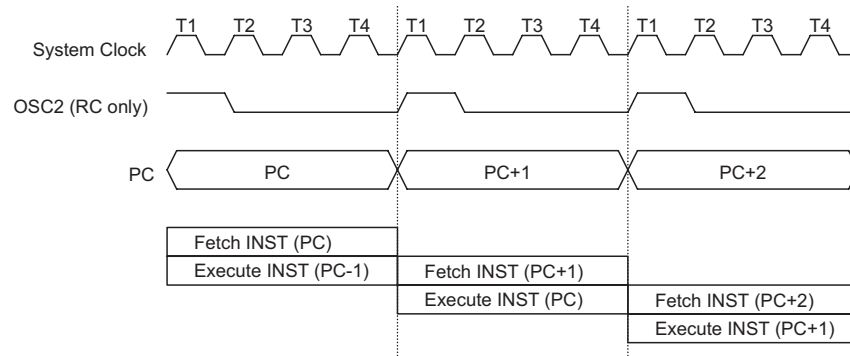 T1 T2 T3 T4 T1 T2 T3 T4 T1 T2 T3 T4
System Clock
OSC2 (RC only)
PC PC PC+1 PC+2
Fetch INST (PC)
Execute INST (PC-1) Fetch INST (PC+1)
Execute INST (PC) Fetch INST (PC+2)
Execute INST (PC+1)